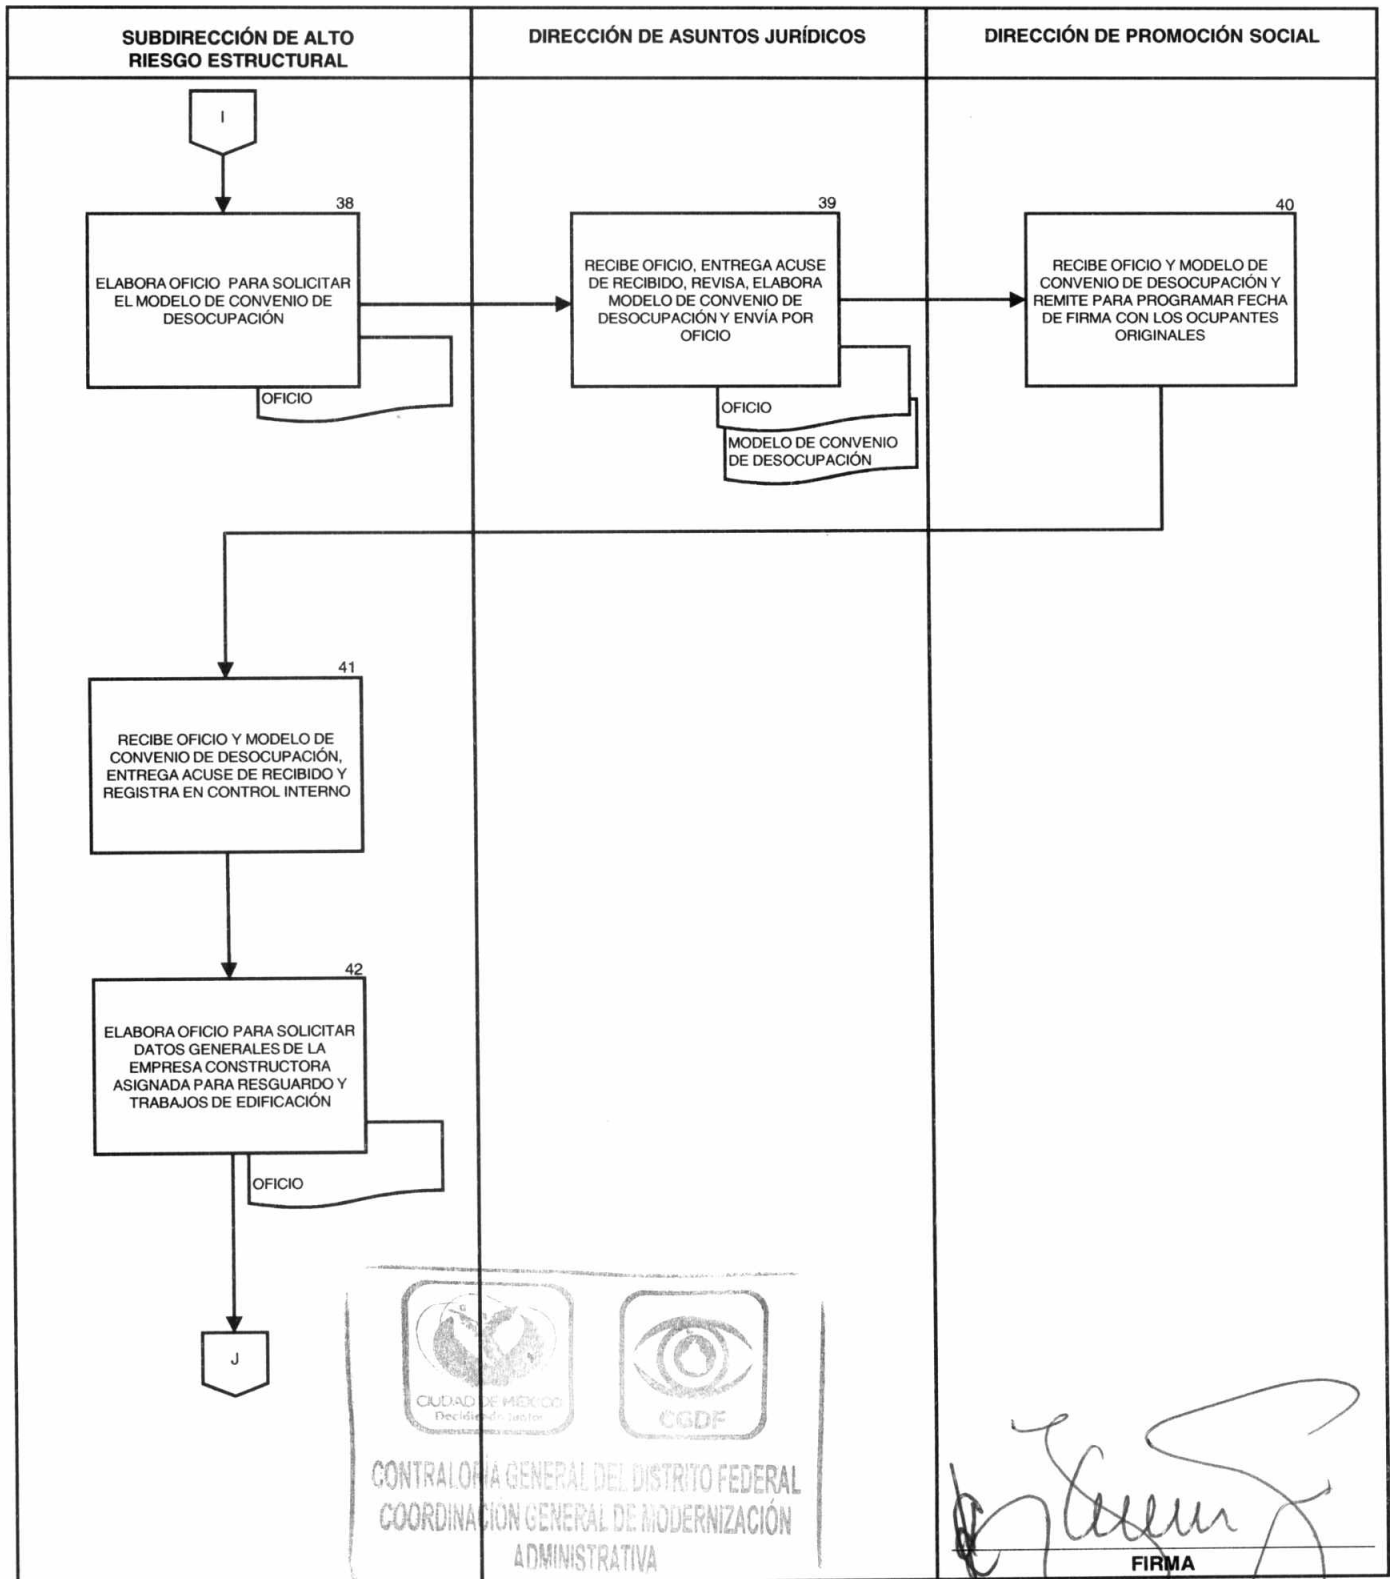 SUBDIRECCIÓN DE ALTO
RIESGO ESTRUCTURAL
DIRECCIÓN DE ASUNTOS JURÍDICOS
DIRECCIÓN DE PROMOCIÓN SOCIAL
I
38
ELABORA OFICIO PARA SOLICITAR
EL MODELO DE CONVENIO DE
DESOCUPACIÓN
OFICIO
39
RECIBE OFICIO, ENTREGA ACUSE
DE RECIBIDO, REVISA, ELABORA
MODELO DE CONVENIO DE
DESOCUPACIÓN Y ENVÍA POR
OFICIO
OFICIO
MODELO DE CONVENIO
DE DESOCUPACIÓN
40
RECIBE OFICIO Y MODELO DE
CONVENIO DE DESOCUPACIÓN Y
REMITE PARA PROGRAMAR FECHA
DE FIRMA CON LOS OCUPANTES
ORIGINALES
41
RECIBE OFICIO Y MODELO DE
CONVENIO DE DESOCUPACIÓN,
ENTREGA ACUSE DE RECIBIDO Y
REGISTRA EN CONTROL INTERNO
42
ELABORA OFICIO PARA SOLICITAR
DATOS GENERALES DE LA
EMPRESA CONSTRUCTORA
ASIGNADA PARA RESGUARDO Y
TRABAJOS DE EDIFICACIÓN
OFICIO
J
CIUDAD DE MÉXICO
Decidiendo Juntos
CGDF
CONTRALORÍA GENERAL DEL DISTRITO FEDERAL
COORDINACIÓN GENERAL DE MODERNIZACIÓN
ADMINISTRATIVA
FIRMA